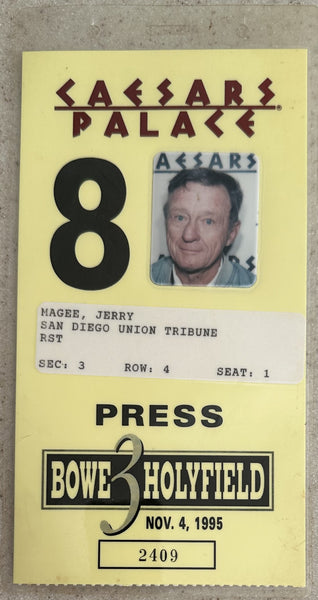 CAESARS
PALACE®
8
AESARS
MAGEE, JERRY
SAN DIEGO UNION TRIBUNE
RST
SEC: 3 ROW: 4 SEAT: 1
PRESS
BOWE 3 HOLYFIELD
NOV. 4, 1995
2409